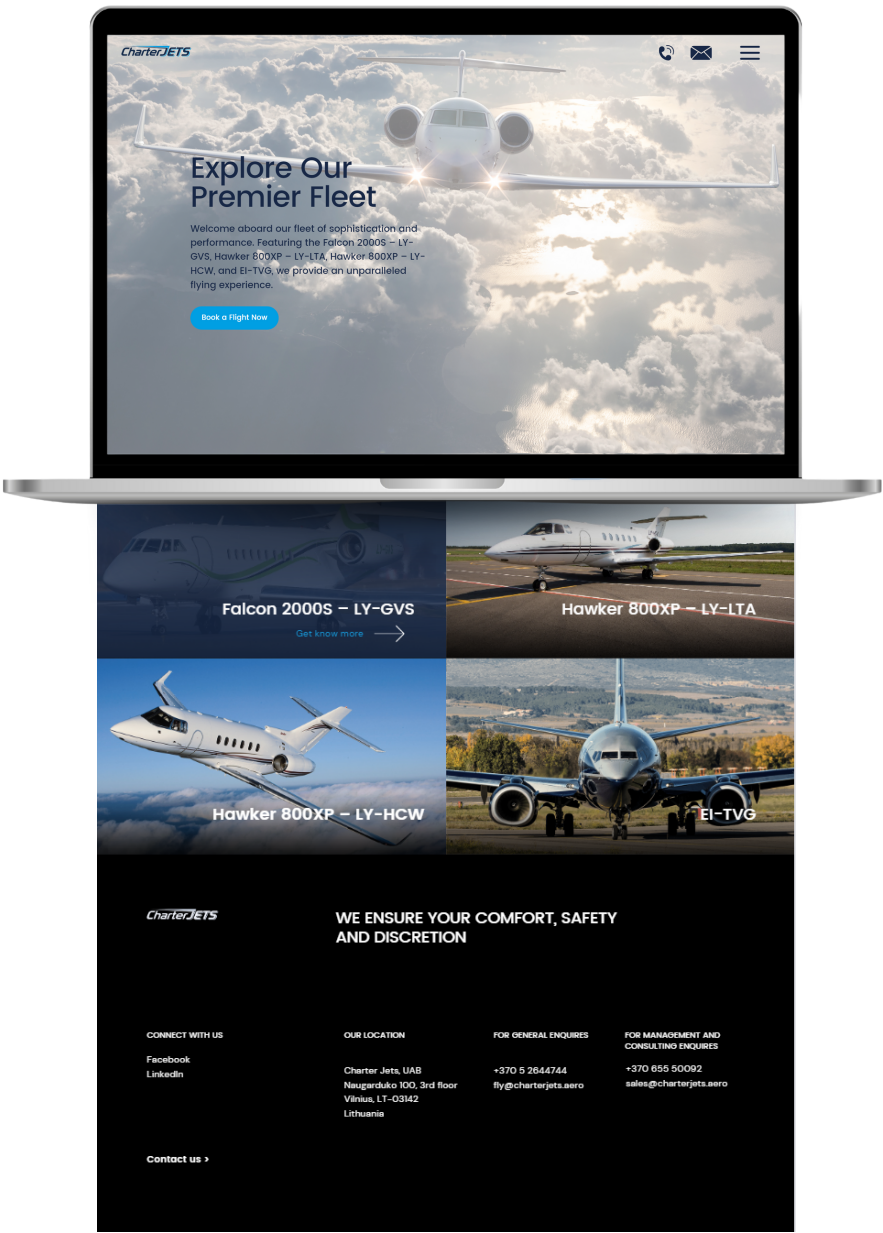 CharterJETS
Explore Our
Premier Fleet
Welcome aboard our fleet of sophistication and
performance. Featuring the Falcon 2000S – LY-
GVS, Hawker 800XP – LY-LTA, Hawker 800XP – LY-
HCW, and EI-TVG, we provide an unparalleled
flying experience.
Book a Flight Now
Falcon 2000S – LY-GVS
Get know more
Hawker 800XP – LY-LTA
Hawker 800XP – LY-HCW
EI-TVG
CharterJETS
WE ENSURE YOUR COMFORT, SAFETY
AND DISCRETION
CONNECT WITH US
Facebook
LinkedIn
Contact us >
OUR LOCATION
Charter Jets, UAB
Naugarduko 100, 3rd floor
Vilnius, LT-03142
Lithuania
FOR GENERAL ENQUIRES
+370 5 2644744
fly@charterjets.aero
FOR MANAGEMENT AND
CONSULTING ENQUIRES
+370 655 50092
sales@charterjets.aero